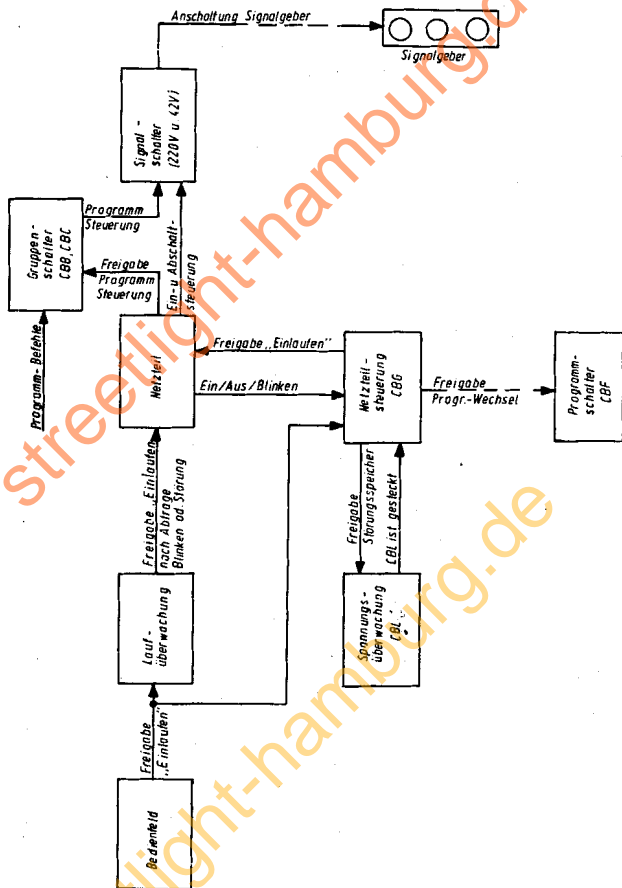 Anschaltung Signalgeber
Signalgeber
Signal-
schalter
(220V u. 42V)
Gruppen-
schalter
CBB, CBC
Programm
Steuerung
Freigabe
Programm
Steuerung
Ein-u Abschalt-
steuerung
Programm-Befehle
Netzteil
Freigabe „Einlaufen"
Ein/Aus/Blinken
Netzteil-
steuerung
CBG
Freigabe
Progr.-Wechsel
Programm-
schalter
CBF
Freigabe „Einlaufen
nach Abfrage
Blinken od. Störung
Freigabe
Störungsspeicher
CBL ist gesteckt
Lauf-
überwachung
Spannungs-
überwachung
CBL
Freigabe
„Einlaufen"
Bedienfeld
streetlight-hamburg.de
streetlight-hamburg.de